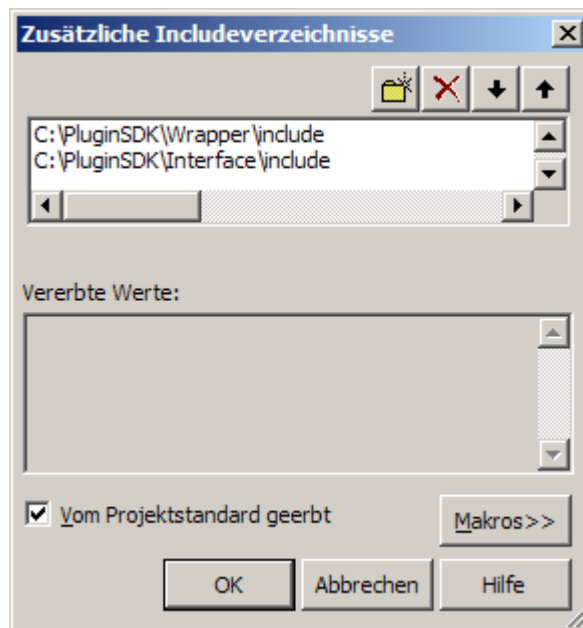 Zusätzliche Includeverzeichnisse
C:\PluginSDK\Wrapper\include
C:\PluginSDK\Interface\include
Vererbte Werte:
Vom Projektstandard geerbt
Makros>>
OK
Abbrechen
Hilfe